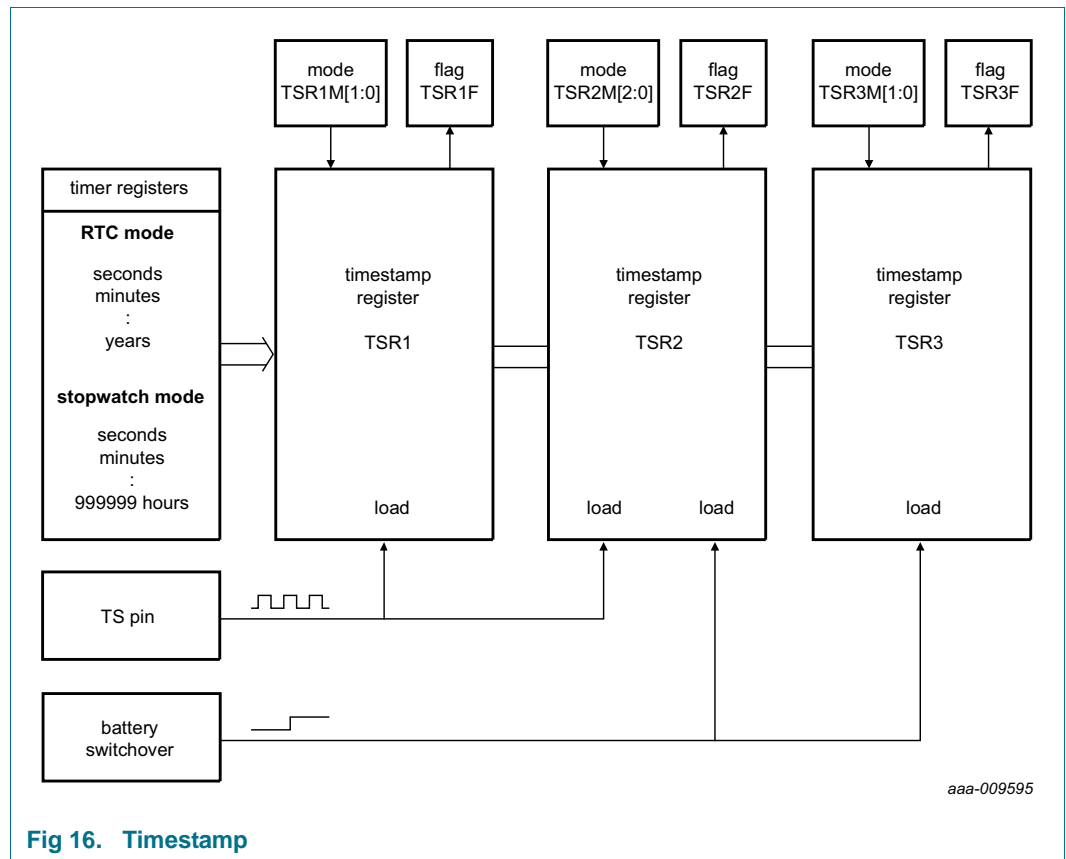 mode
TSR1M[1:0]
flag
TSR1F
mode
TSR2M[2:0]
flag
TSR2F
mode
TSR3M[1:0]
flag
TSR3F
timer registers
RTC mode
seconds
minutes
:
years
stopwatch mode
seconds
minutes
:
999999 hours
timestamp
register
TSR1
load
timestamp
register
TSR2
load
load
timestamp
register
TSR3
load
TS pin
battery
switchover
aaa-009595
Fig 16. Timestamp